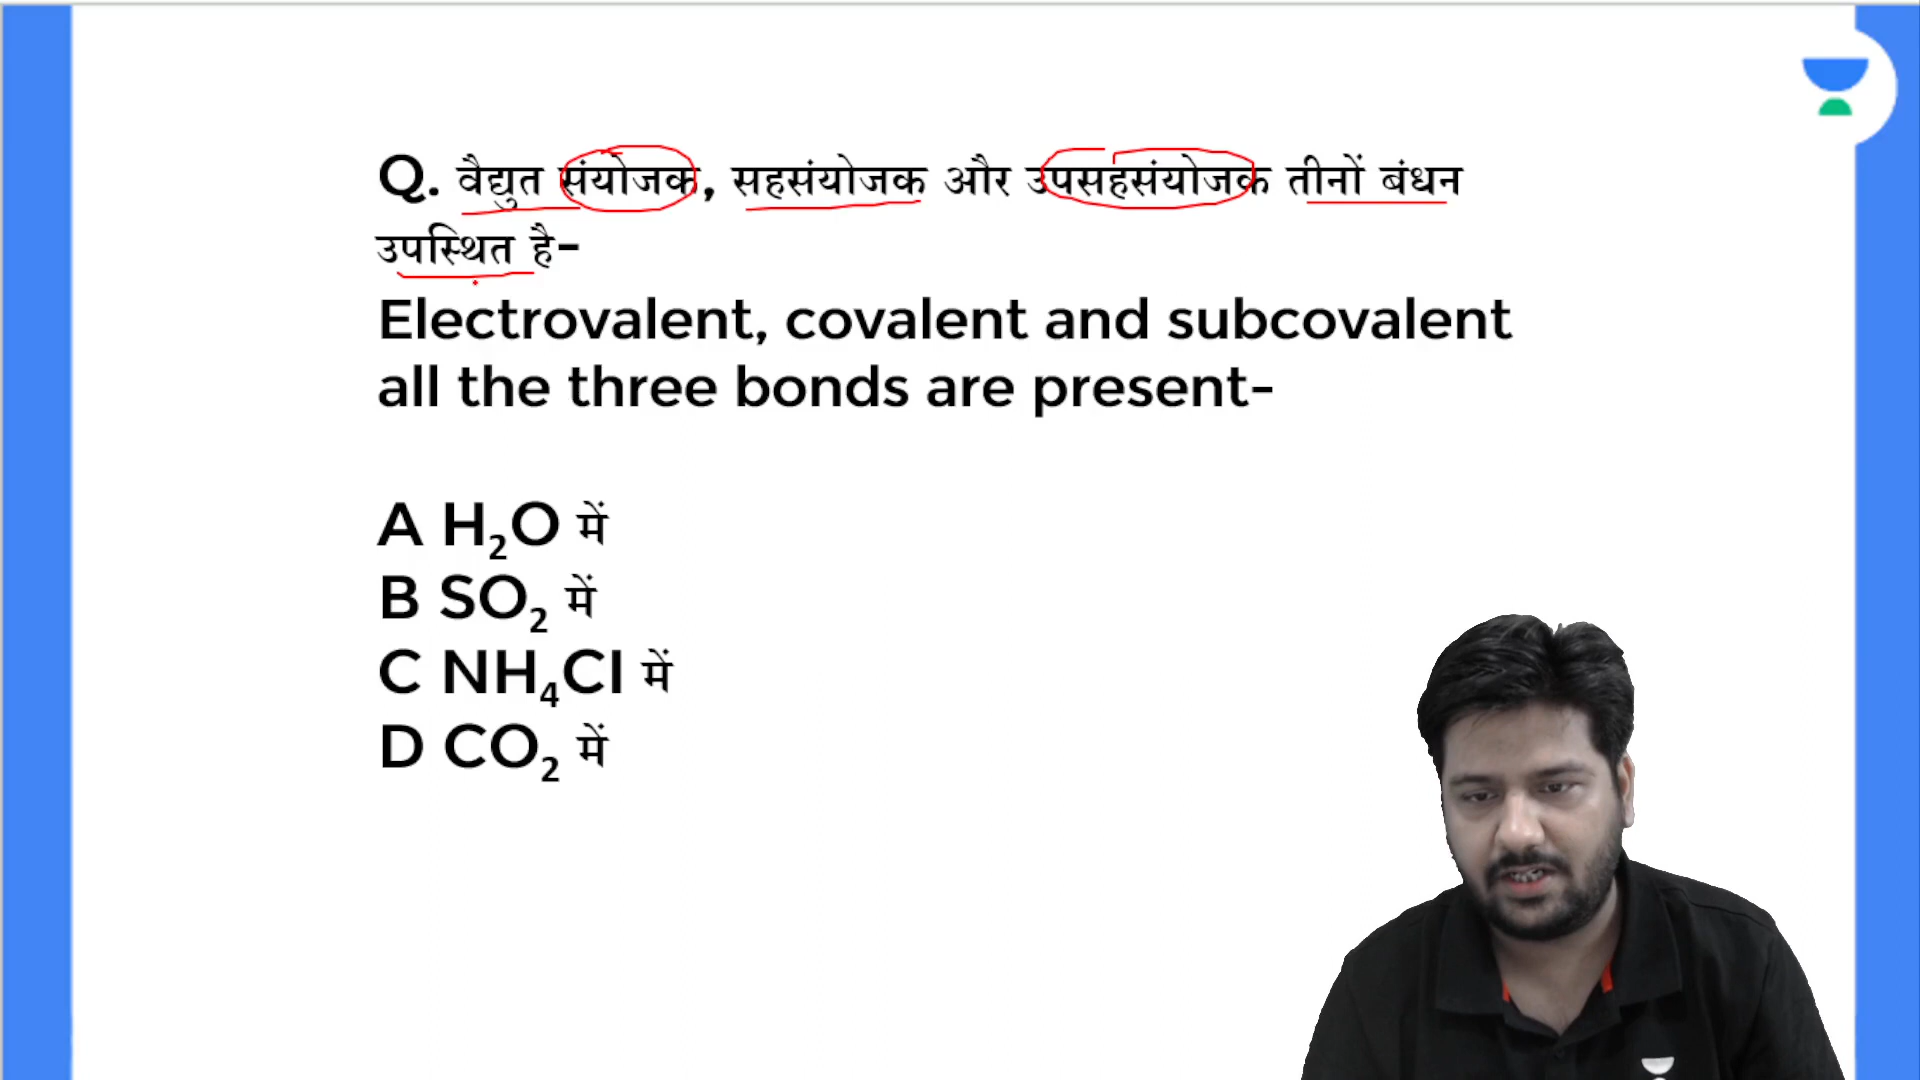 Q. वैद्युत संयोजक, सहसंयोजक और उपसहसंयोजक तीनों बंधन
उपस्थित है-
Electrovalent, covalent and subcovalent
all the three bonds are present-
A H₂O में
B SO₂ में
C NH₄Cl में
D CO₂ में